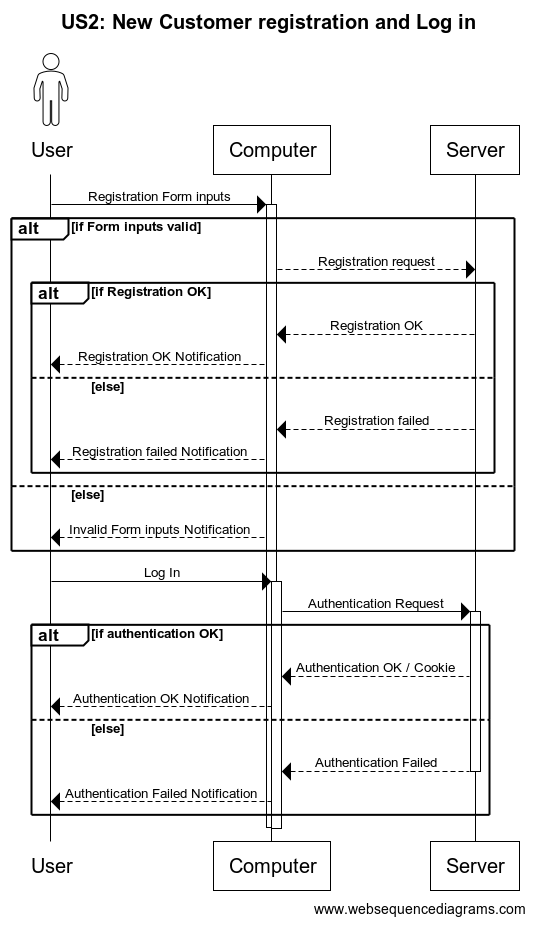 US2: New Customer registration and Log in
User
Computer
Server
Registration Form inputs
alt [if Form inputs valid]
Registration request
alt [if Registration OK]
Registration OK
Registration OK Notification
[else]
Registration failed
Registration failed Notification
[else]
Invalid Form inputs Notification
Log In
Authentication Request
alt [if authentication OK]
Authentication OK / Cookie
Authentication OK Notification
[else]
Authentication Failed
Authentication Failed Notification
User
Computer
Server
www.websequencediagrams.com